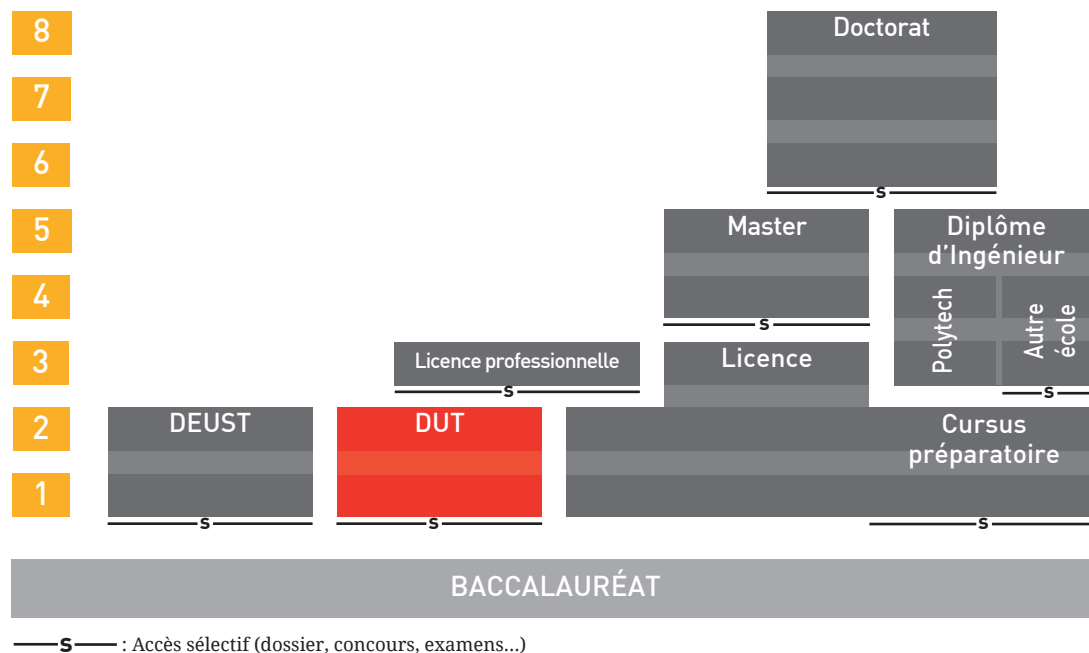 8
Doctorat
7
6
S
5
Master
Diplôme
d'Ingénieur
4
Polytech
Autre
école
S
3
Licence professionnelle
Licence
S
S
2
DEUST
DUT
Cursus
préparatoire
1
S
S
S
BACCALAURÉAT
S : Accès sélectif (dossier, concours, examens...)